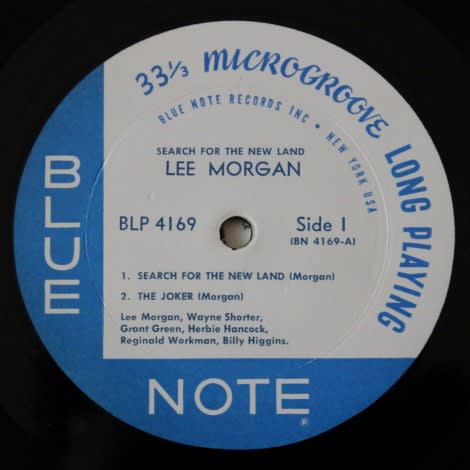 33⅓ MICROGROOVE LONG PLAYING
BLUE NOTE RECORDS INC • NEW YORK USA
SEARCH FOR THE NEW LAND
LEE MORGAN
BLP 4169
Side 1
(BN 4169-A)
1. SEARCH FOR THE NEW LAND (Morgan)
2. THE JOKER (Morgan)
Lee Morgan, Wayne Shorter,
Grant Green, Herbie Hancock,
Reginald Workman, Billy Higgins.
BLUE
NOTE
®